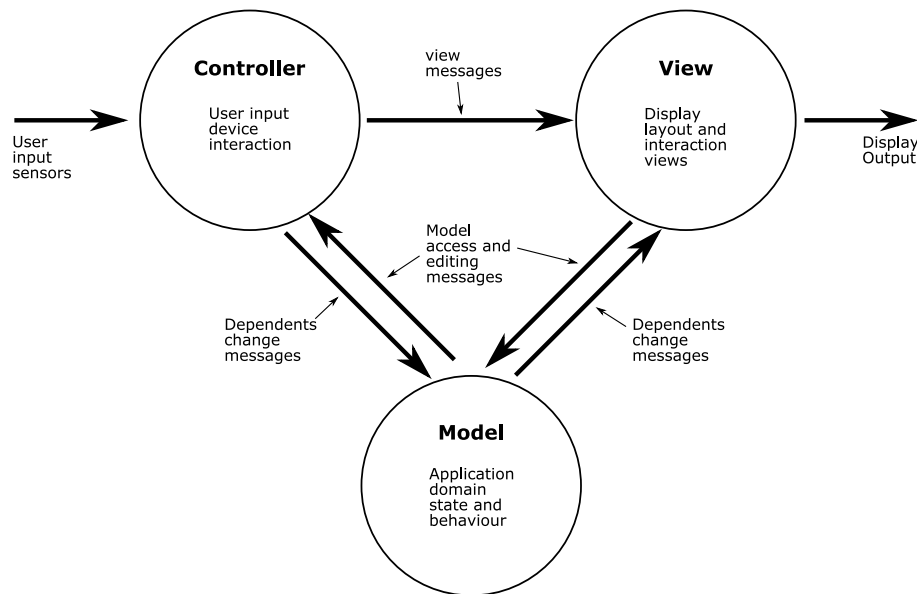 Controller
User input
device
interaction
view
messages
View
Display
layout and
interaction
views
User
input
sensors
Display
Output
Model
access and
editing
messages
Dependents
change
messages
Dependents
change
messages
Model
Application
domain
state and
behaviour